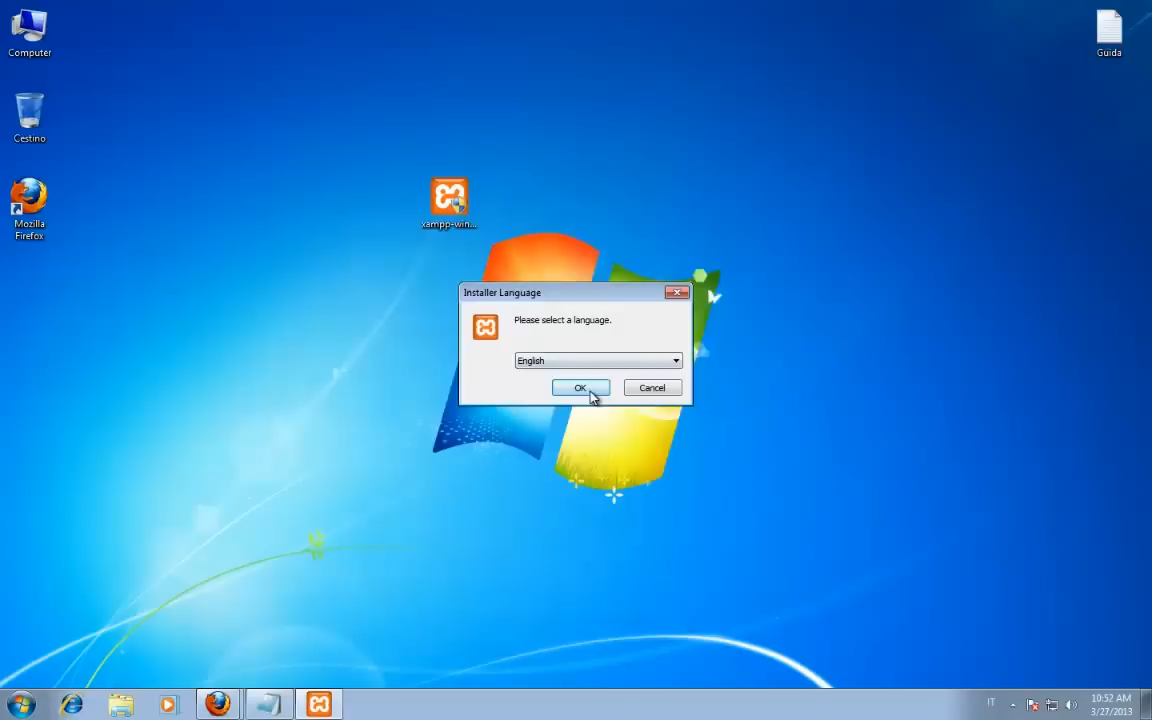 Computer
Guida
Cestino
Mozilla
Firefox
xampp-win...
Installer Language
Please select a language.
English
OK
Cancel
IT
10:52 AM
3/27/2013